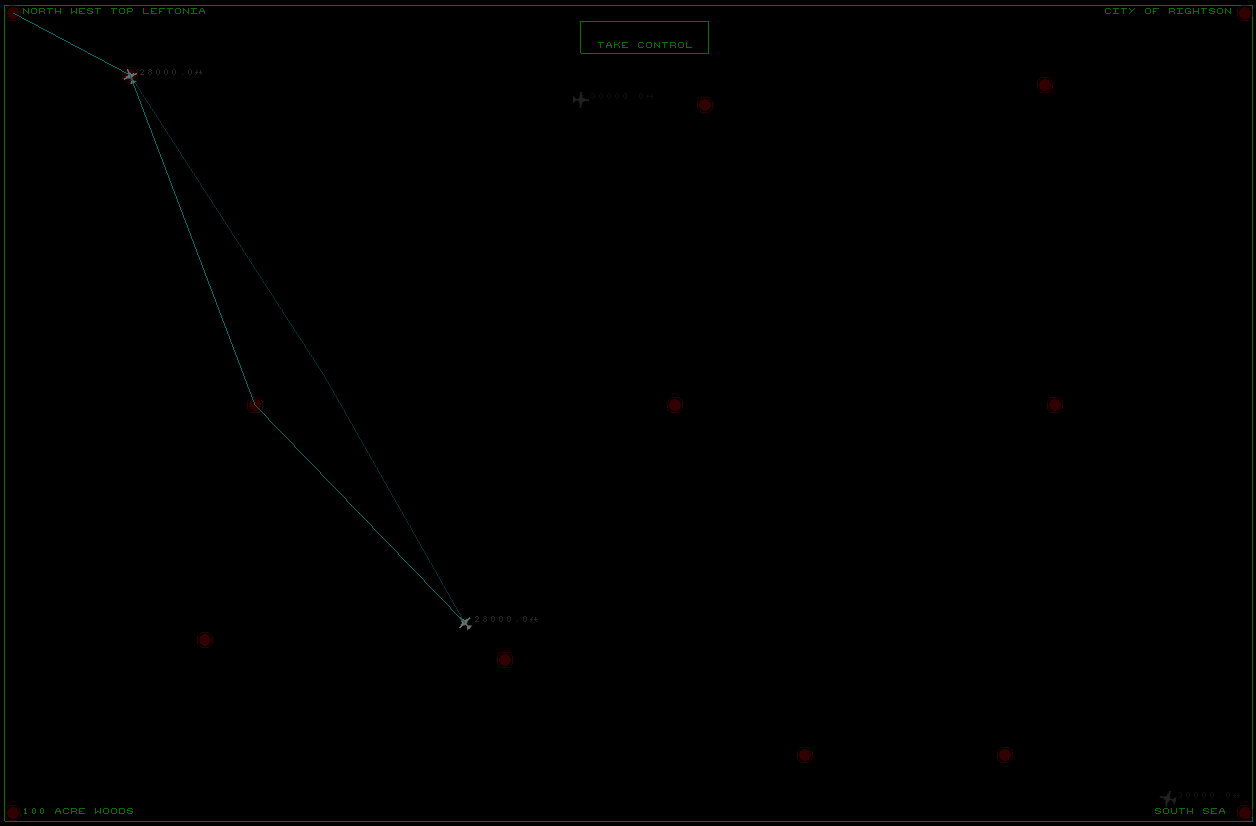 NORTH WEST TOP LEFTONIA
CITY OF RIGHTSON
TAKE CONTROL
28000.0ft
30000.0ft
28000.0ft
30000.0ft
100 ACRE WOODS
SOUTH SEA